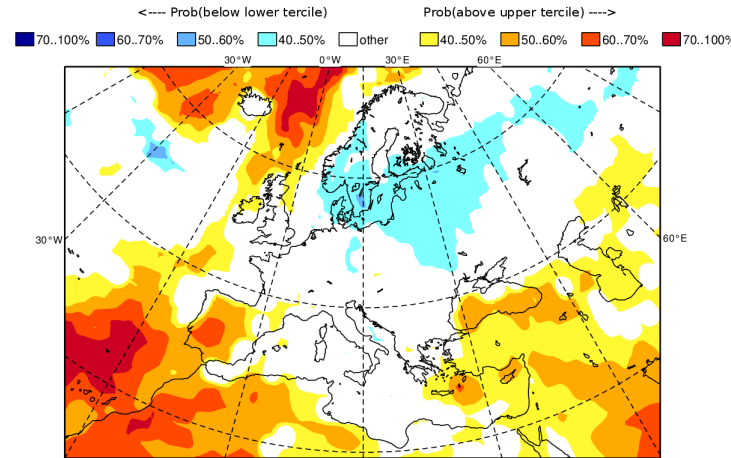 <---- Prob(below lower tercile) Prob(above upper tercile) ---->
70..100% 60..70% 50..60% 40..50% other 40..50% 50..60% 60..70% 70..100%
30°W 0°W 30°E 60°E
30°W 60°E